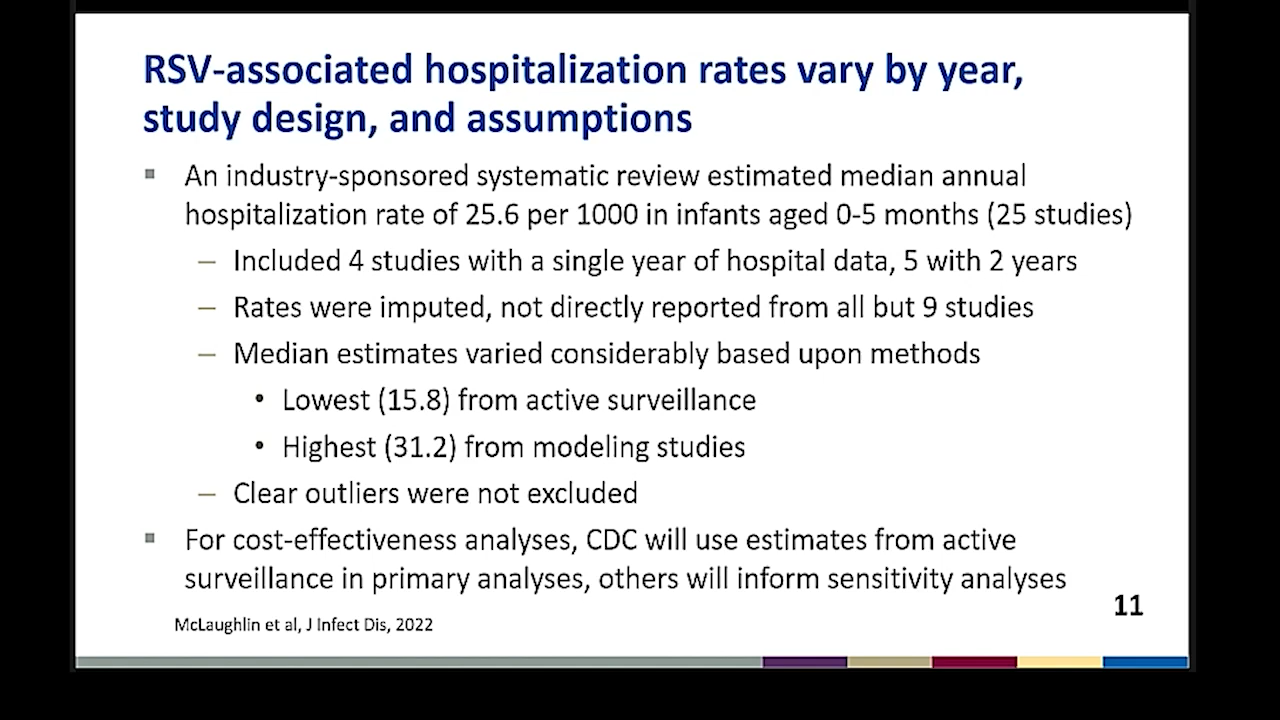 RSV-associated hospitalization rates vary by year,
study design, and assumptions
▪ An industry-sponsored systematic review estimated median annual
hospitalization rate of 25.6 per 1000 in infants aged 0-5 months (25 studies)
– Included 4 studies with a single year of hospital data, 5 with 2 years
– Rates were imputed, not directly reported from all but 9 studies
– Median estimates varied considerably based upon methods
• Lowest (15.8) from active surveillance
• Highest (31.2) from modeling studies
– Clear outliers were not excluded
▪ For cost-effectiveness analyses, CDC will use estimates from active
surveillance in primary analyses, others will inform sensitivity analyses
11
McLaughlin et al, J Infect Dis, 2022